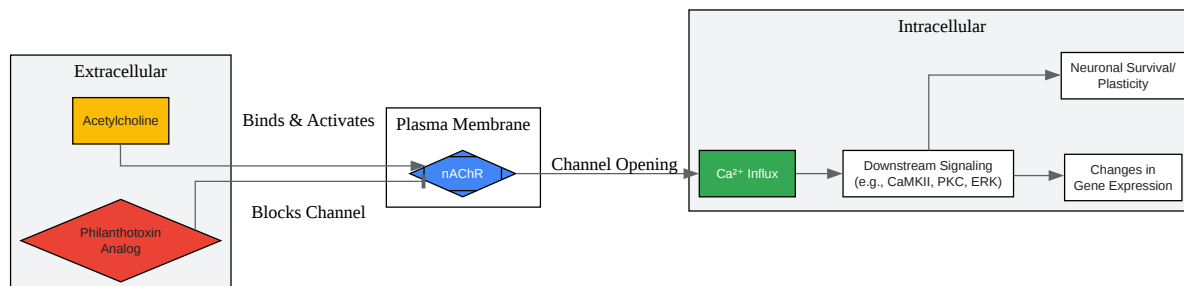 Extracellular
Acetylcholine
Philanthotoxin
Analog
Binds & Activates
Blocks Channel
Plasma Membrane
nAChR
Channel Opening
Intracellular
Ca²⁺ Influx
Downstream Signaling
(e.g., CaMKII, PKC, ERK)
Neuronal Survival/
Plasticity
Changes in
Gene Expression